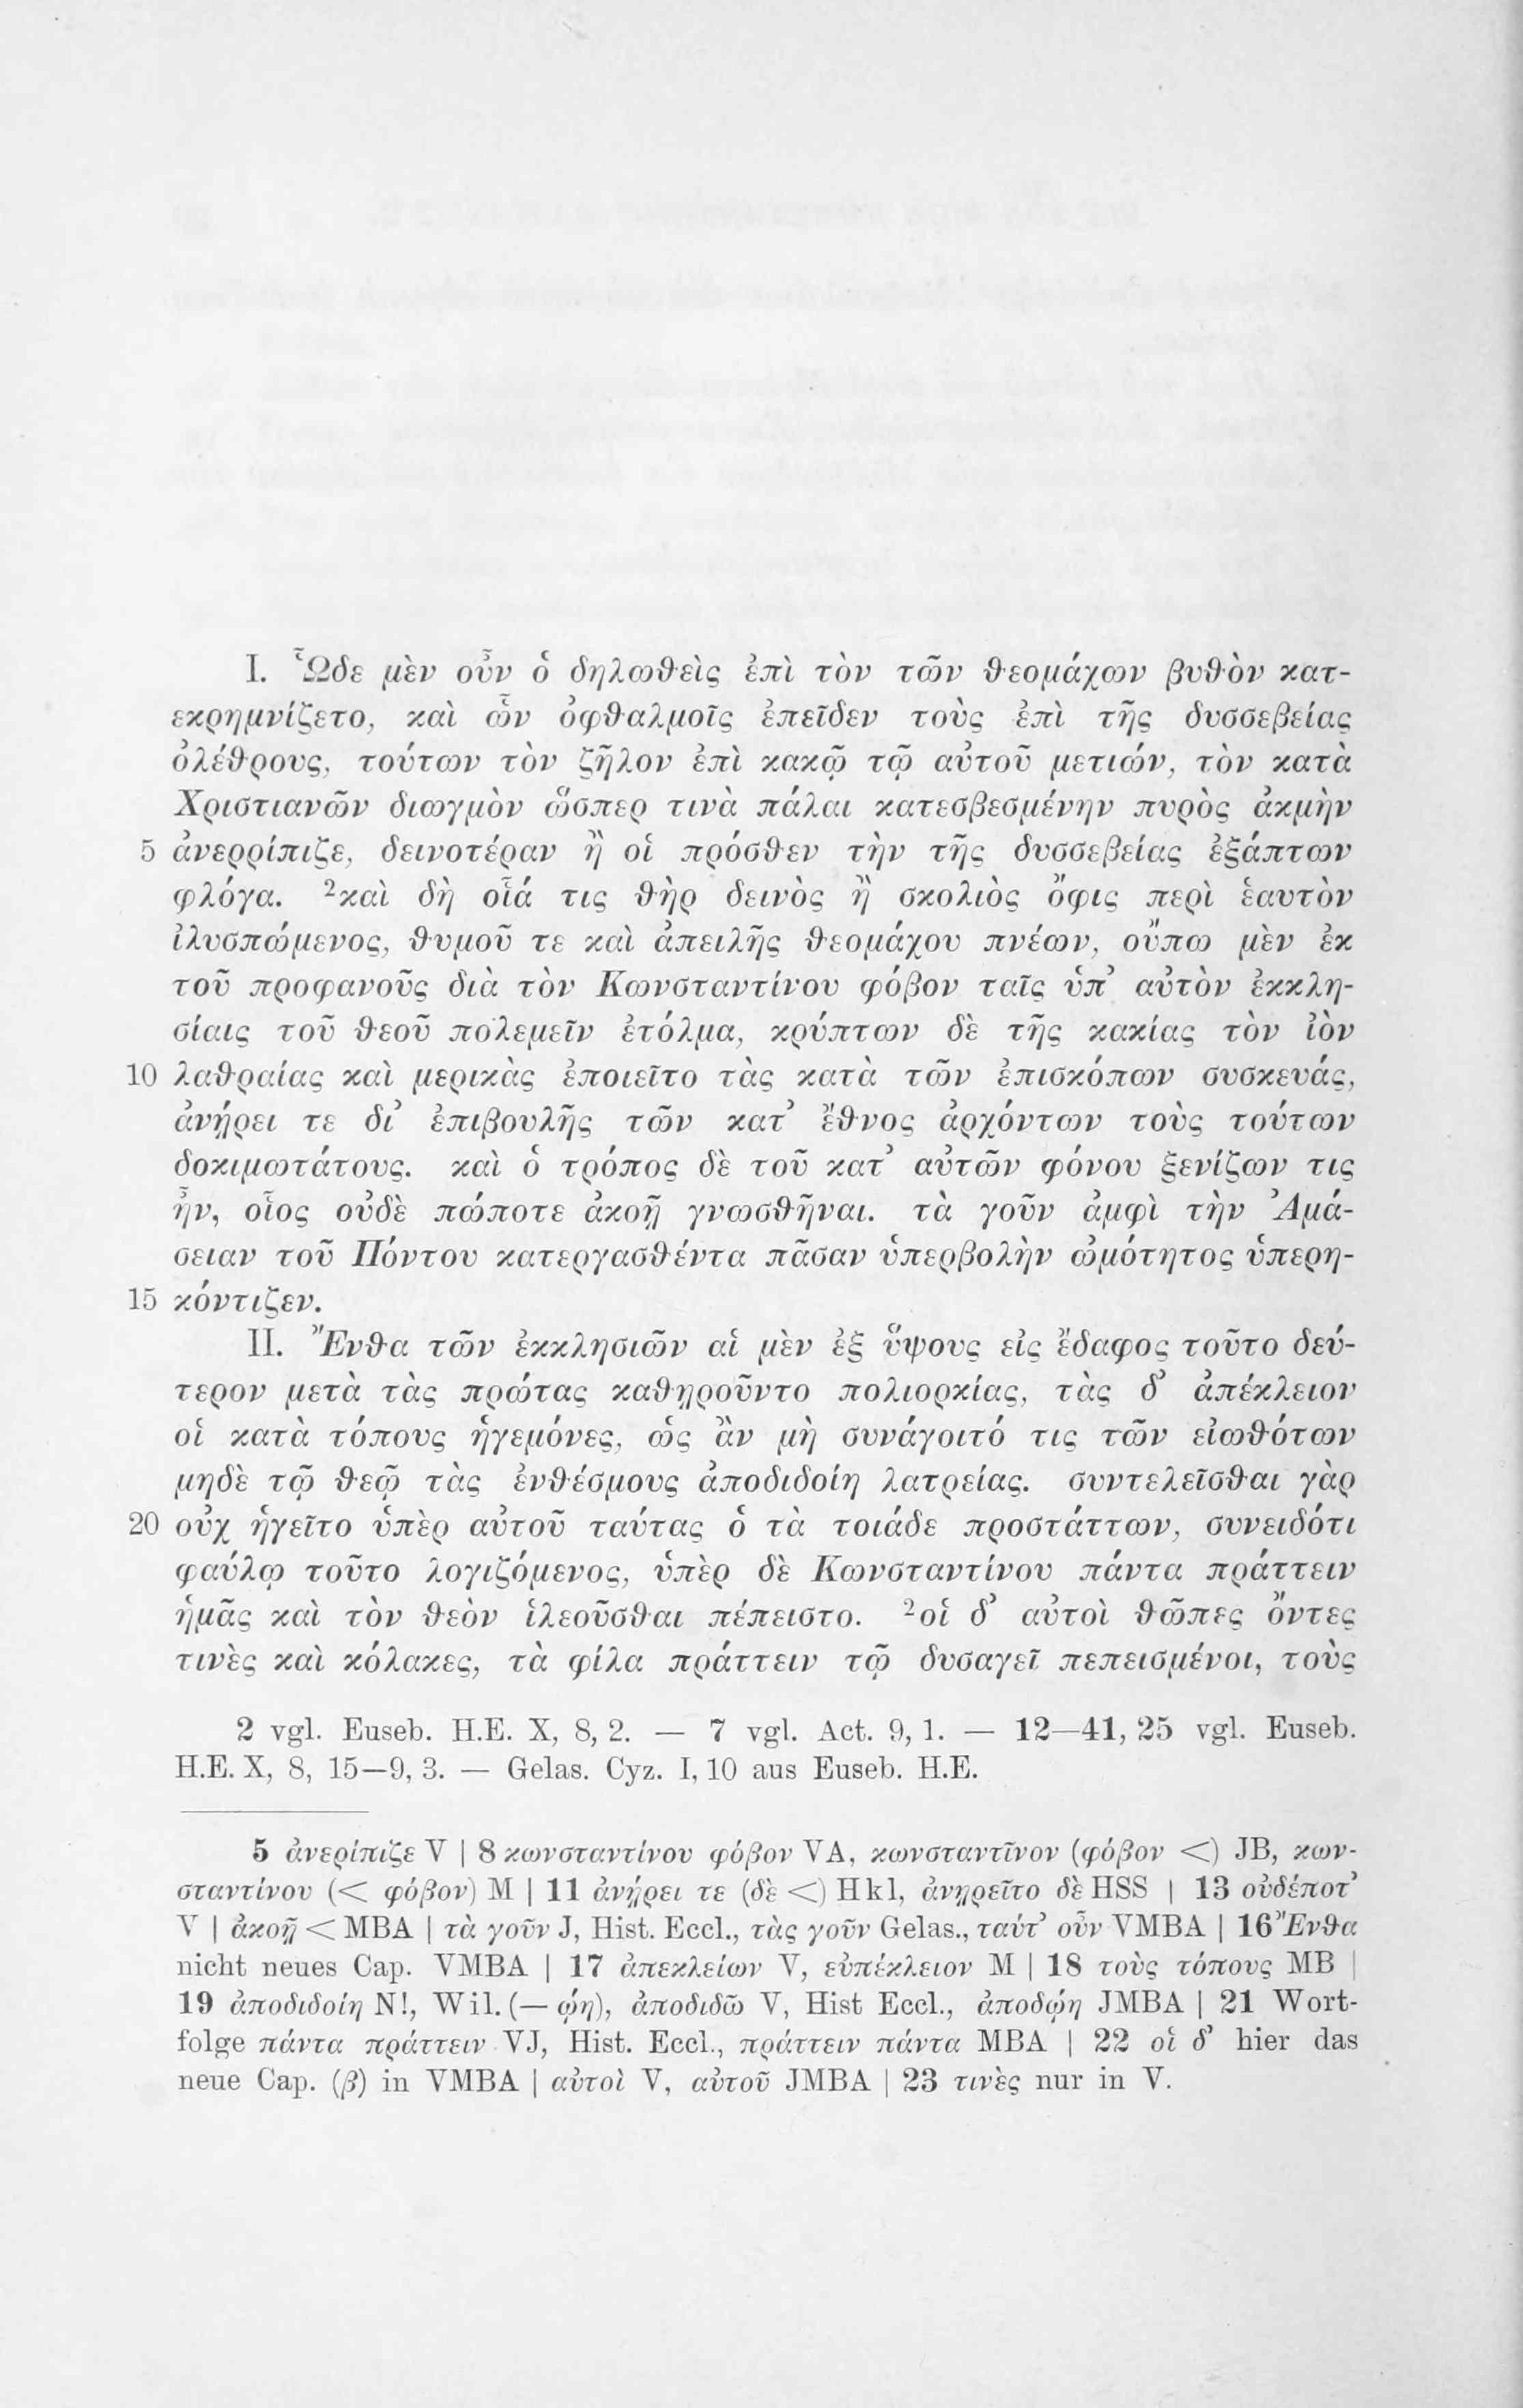 I. Ὧδε μὲν οὖν ὁ δηλωθεὶς ἐπὶ τὸν τῶν θεομάχων βυθὸν κατ-
εκρημνίζετο, καὶ ὧν ὀφθαλμοῖς ἐπεῖδεν τοὺς ἐπὶ τῆς δυσσεβείας
ὀλέθρους, τούτων τὸν ζῆλον ἐπὶ κακῷ τῷ αὐτοῦ μετιών, τὸν κατὰ
Χριστιανῶν διωγμὸν ὥσπερ τινὰ πάλαι κατεσβεσμένην πυρὸς ἀκμὴν
5 ἀνερρίπιζε, δεινοτέραν ἢ οἱ πρόσθεν τὴν τῆς δυσσεβείας ἐξάπτων
φλόγα. ²καὶ δὴ οἷά τις θὴρ δεινὸς ἢ σκολιὸς ὄφις περὶ ἑαυτὸν
ἰλυσπώμενος, θυμοῦ τε καὶ ἀπειλῆς θεομάχου πνέων, οὔπω μὲν ἐκ
τοῦ προφανοῦς διὰ τὸν Κωνσταντίνου φόβον ταῖς ὑπ᾽ αὐτὸν ἐκκλη-
σίαις τοῦ θεοῦ πολεμεῖν ἐτόλμα, κρύπτων δὲ τῆς κακίας τὸν ἰὸν
10 λαθραίας καὶ μερικὰς ἐποιεῖτο τὰς κατὰ τῶν ἐπισκόπων συσκευάς,
ἀνῄρει τε δι᾽ ἐπιβουλῆς τῶν κατ᾽ ἔθνος ἀρχόντων τοὺς τούτων
δοκιμωτάτους. καὶ ὁ τρόπος δὲ τοῦ κατ᾽ αὐτῶν φόνου ξενίζων τις
ἦν, οἷος οὐδὲ πώποτε ἀκοῇ γνωσθῆναι. τὰ γοῦν ἀμφὶ τὴν Ἀμά-
σειαν τοῦ Πόντου κατεργασθέντα πᾶσαν ὑπερβολὴν ὠμότητος ὑπερη-
15 κόντιζεν.
II. Ἔνθα τῶν ἐκκλησιῶν αἱ μὲν ἐξ ὕψους εἰς ἔδαφος τοῦτο δεύ-
τερον μετὰ τὰς πρώτας καθῃροῦντο πολιορκίας, τὰς δ᾽ ἀπέκλειον
οἱ κατὰ τόπους ἡγεμόνες, ὡς ἂν μὴ συνάγοιτό τις τῶν εἰωθότων
μηδὲ τῷ θεῷ τὰς ἐνθέσμους ἀποδιδοίη λατρείας. συντελεῖσθαι γὰρ
20 οὐχ ἡγεῖτο ὑπὲρ αὐτοῦ ταύτας ὁ τὰ τοιάδε προστάττων, συνειδότι
φαύλῳ τοῦτο λογιζόμενος, ὑπὲρ δὲ Κωνσταντίνου πάντα πράττειν
ἡμᾶς καὶ τὸν θεὸν ἱλεοῦσθαι πέπειστο. ²οἱ δ᾽ αὐτοὶ θῶπες ὄντες
τινὲς καὶ κόλακες, τὰ φίλα πράττειν τῷ δυσαγεῖ πεπεισμένοι, τοὺς
2 vgl. Euseb. H.E. X, 8, 2. — 7 vgl. Act. 9, 1. — 12—41, 25 vgl. Euseb.
H.E. X, 8, 15—9, 3. — Gelas. Cyz. I, 10 aus Euseb. H.E.
5 ἀνερίπιζε V | 8 κωνσταντίνου φόβον VA, κωνσταντῖνον (φόβον <) JB, κων-
σταντίνου (< φόβον) M | 11 ἀνῄρει τε (δὲ <) Hkl, ἀνῃρεῖτο δὲ HSS | 13 οὐδέποτ᾽
V | ἀκοῇ < MBA | τὰ γοῦν J, Hist. Eccl., τὰς γοῦν Gelas., ταύτ᾽ οὖν VMBA | 16 Ἔνθα
nicht neues Cap. VMBA | 17 ἀπεκλείων V, εὐπέκλειον M | 18 τοὺς τόπους MB |
19 ἀποδιδοίη N!, Wil. (—ῴη), ἀποδιδῶ V, Hist Eccl., ἀποδῴη JMBA | 21 Wort-
folge πάντα πράττειν VJ, Hist. Eccl., πράττειν πάντα MBA | 22 οἱ δ᾽ hier das
neue Cap. (β) in VMBA | αὐτοὶ V, αὐτοῦ JMBA | 23 τινὲς nur in V.